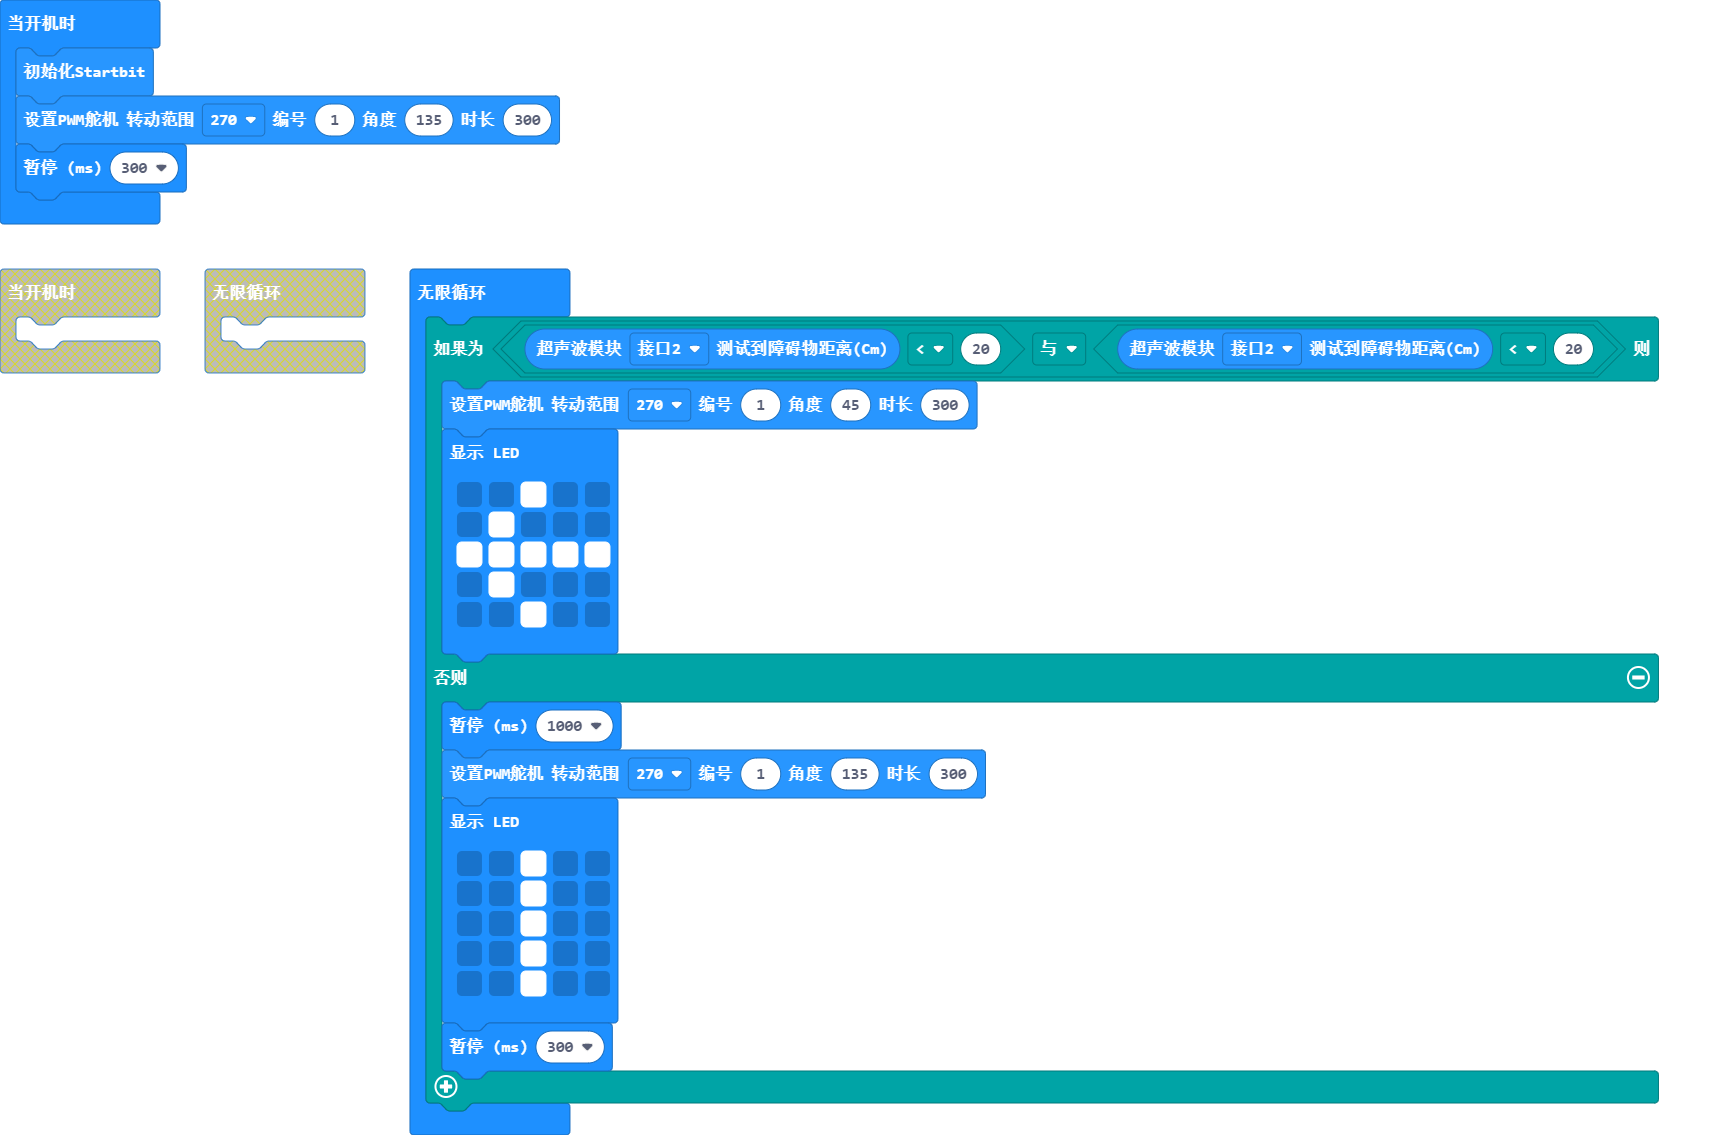 当开机时
初始化Startbit
设置PWM舵机 转动范围 270 编号 1 角度 135 时长 300
暂停 (ms) 300
当开机时
无限循环
无限循环
如果为 超声波模块 接口2 测试到障碍物距离(Cm) < 20 与 超声波模块 接口2 测试到障碍物距离(Cm) < 20 则
设置PWM舵机 转动范围 270 编号 1 角度 45 时长 300
显示 LED
否则
暂停 (ms) 1000
设置PWM舵机 转动范围 270 编号 1 角度 135 时长 300
显示 LED
暂停 (ms) 300